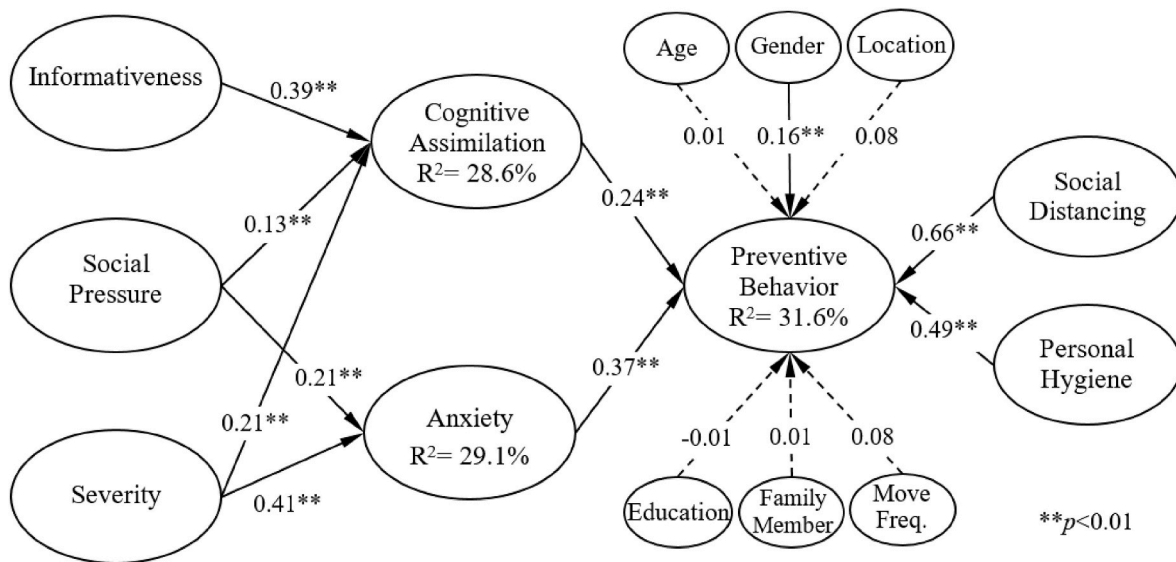 Informativeness
Social
Pressure
Severity
0.39**
0.13**
0.21**
0.21**
0.41**
Cognitive
Assimilation
R²= 28.6%
Anxiety
R²= 29.1%
0.24**
0.37**
Age
Gender
Location
0.01
0.16**
0.08
Preventive
Behavior
R²= 31.6%
-0.01
0.01
0.08
Education
Family
Member
Move
Freq.
0.66**
0.49**
Social
Distancing
Personal
Hygiene
**p<0.01